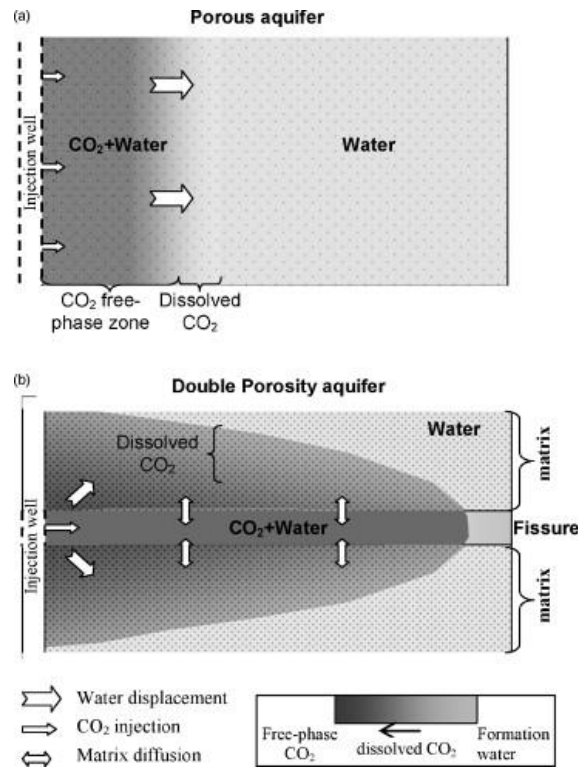 (a)
Porous aquifer
Injection well
CO₂+Water
Water
CO₂ free-
phase zone
Dissolved
CO₂
(b)
Double Porosity aquifer
Injection well
Dissolved
CO₂
Water
matrix
CO₂+Water
Fissure
matrix
Water displacement
CO₂ injection
Matrix diffusion
Free-phase
CO₂
dissolved CO₂
Formation
water